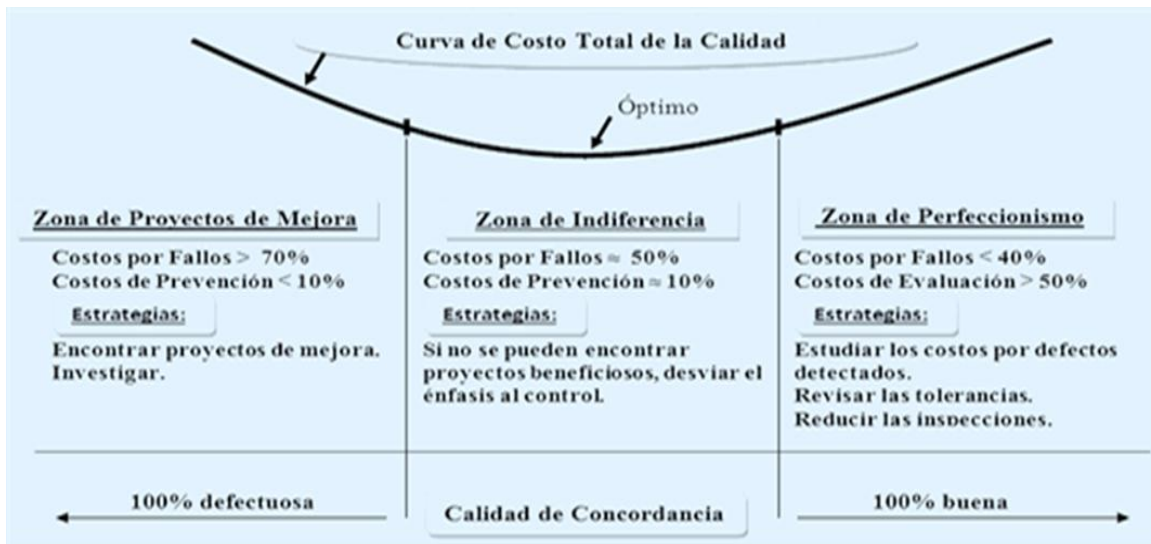 Curva de Costo Total de la Calidad
Óptimo
Zona de Proyectos de Mejora
Costos por Fallos > 70%
Costos de Prevención < 10%
Estrategias:
Encontrar proyectos de mejora.
Investigar.
Zona de Indiferencia
Costos por Fallos ≈ 50%
Costos de Prevención ≈ 10%
Estrategias:
Si no se pueden encontrar
proyectos beneficiosos, desviar el
énfasis al control.
Zona de Perfeccionismo
Costos por Fallos < 40%
Costos de Evaluación > 50%
Estrategias:
Estudiar los costos por defectos
detectados.
Revisar las tolerancias.
Reducir las inspecciones.
100% defectuosa
Calidad de Concordancia
100% buena